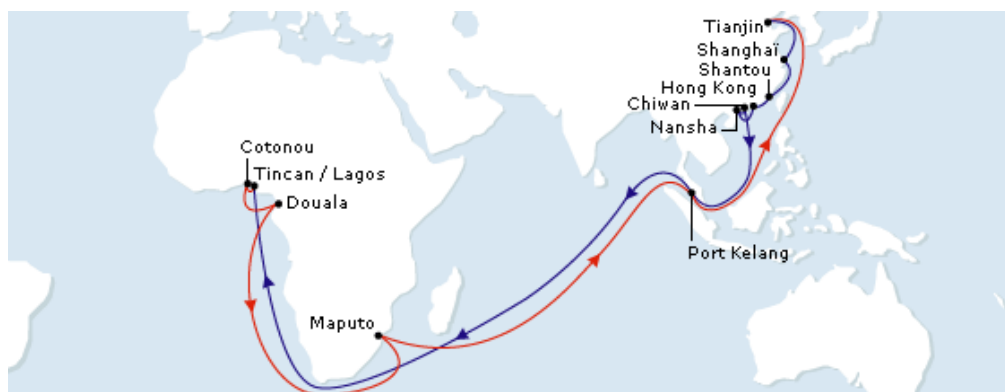 Tianjin
Shanghaï
Shantou
Hong Kong
Chiwan
Nansha
Cotonou
Tincan / Lagos
Douala
Port Kelang
Maputo